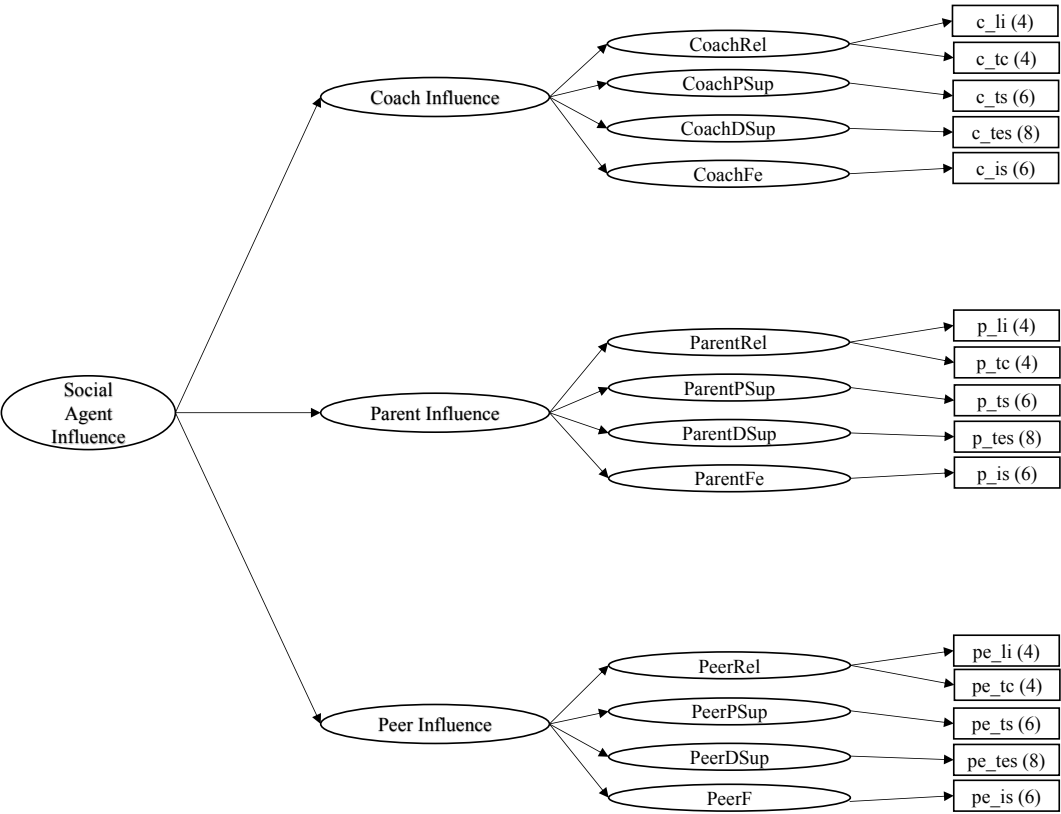 Social
Agent
Influence
Coach Influence
CoachRel
CoachPSup
CoachDSup
CoachFe
c_li (4)
c_tc (4)
c_ts (6)
c_tes (8)
c_is (6)
Parent Influence
ParentRel
ParentPSup
ParentDSup
ParentFe
p_li (4)
p_tc (4)
p_ts (6)
p_tes (8)
p_is (6)
Peer Influence
PeerRel
PeerPSup
PeerDSup
PeerF
pe_li (4)
pe_tc (4)
pe_ts (6)
pe_tes (8)
pe_is (6)